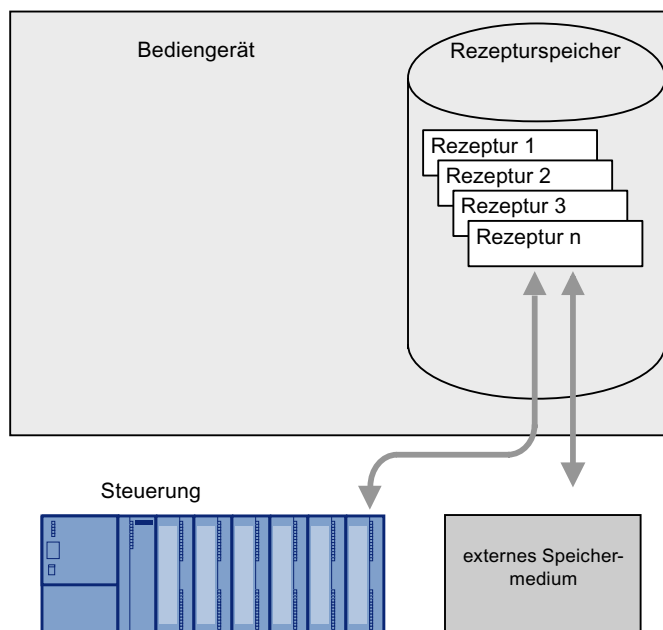 Bediengerät
Rezepturspeicher
Rezeptur 1
Rezeptur 2
Rezeptur 3
Rezeptur n
Steuerung
externes Speicher-
medium